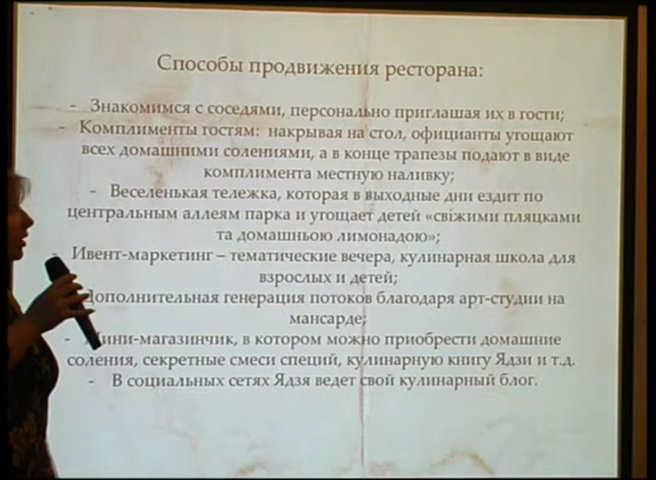 Способы продвижения ресторана:
- Знакомимся с соседями, персонально приглашая их в гости;
- Комплименты гостям: накрывая на стол, официанты угощают
всех домашними солениями, а в конце трапезы подают в виде
комплимента местную наливку;
- Веселенькая тележка, которая в выходные дни ездит по
центральным аллеям парка и угощает детей «свіжими пляцками
та домашньою лимонадою»;
- Ивент-маркетинг – тематические вечера, кулинарная школа для
взрослых и детей;
Дополнительная генерация потоков благодаря арт-студии на
мансарде;
- Мини-магазинчик, в котором можно приобрести домашние
соления, секретные смеси специй, кулинарную книгу Ядзи и т.д.
- В социальных сетях Ядзя ведет свой кулинарный блог.